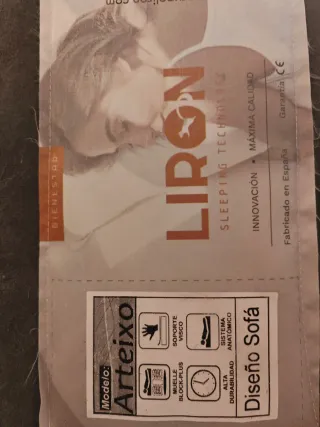 BIENESTAR
LIRON
SLEEPING TECHNOLOGY
INNOVACIÓN • MÁXIMA CALIDAD
Fabricado en España Garantía CE
Modelo:
Arteixo
SOPORTE
VISCO
SISTEMA
ANATÓMICO
MUELLE
BLOCK-PLUS
ALTA
DURABILIDAD
Diseño Sofá